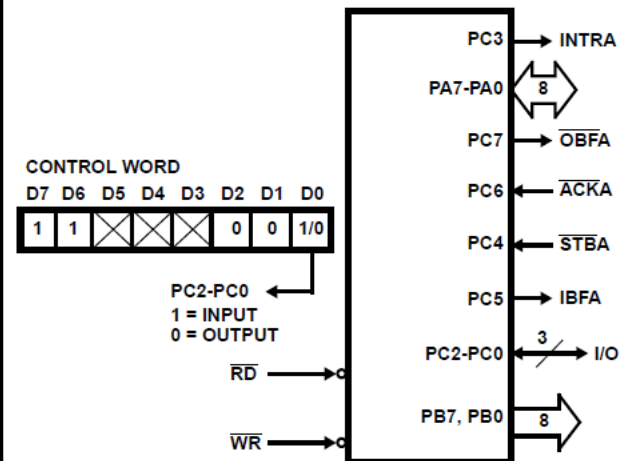 CONTROL WORD
D7 D6 D5 D4 D3 D2 D1 D0
1 1 0 0 1/0
PC2-PC0
1 = INPUT
0 = OUTPUT
RD
WR
PC3 INTRA
PA7-PA0 8
PC7 OBFA
PC6 ACKA
PC4 STBA
PC5 IBFA
PC2-PC0 3 I/O
PB7, PB0 8